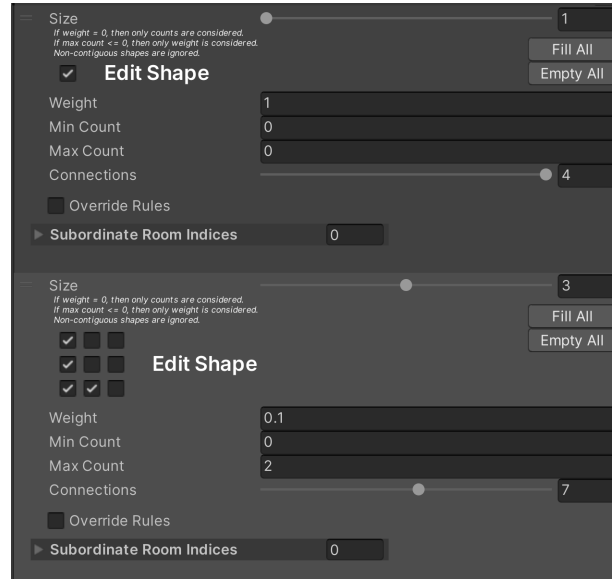 Size 1
If weight = 0, then only counts are considered.
If max count <= 0, then only weight is considered.
Non-contiguous shapes are ignored.
Fill All
Edit Shape
Empty All
Weight 1
Min Count 0
Max Count 0
Connections 4
Override Rules
Subordinate Room Indices 0
Size 3
If weight = 0, then only counts are considered.
If max count <= 0, then only weight is considered.
Non-contiguous shapes are ignored.
Fill All
Empty All
Edit Shape
Weight 0.1
Min Count 0
Max Count 2
Connections 7
Override Rules
Subordinate Room Indices 0